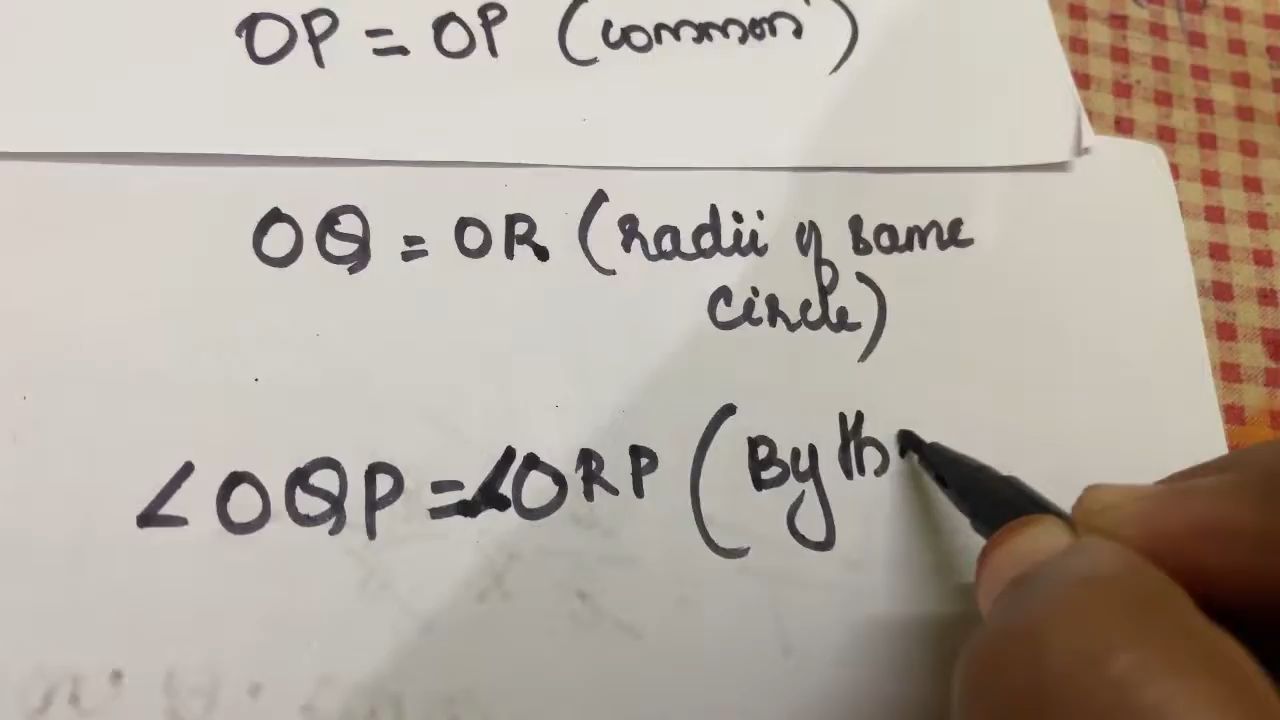 OP = OP (common)
OQ = OR (radii of same
circle)
∠OQP = ∠ORP (By th